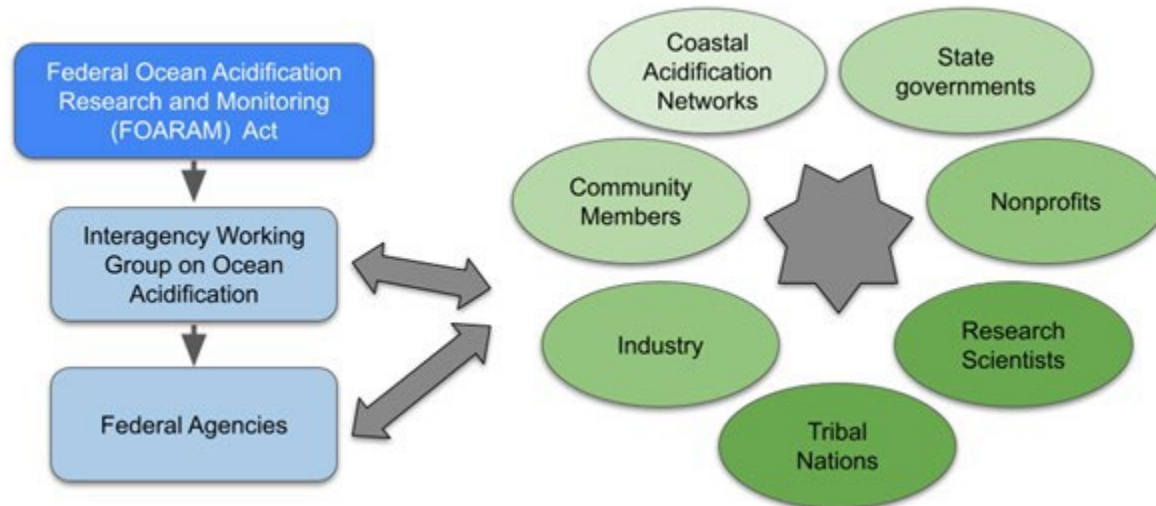 Federal Ocean Acidification
Research and Monitoring
(FOARAM) Act
Interagency Working
Group on Ocean
Acidification
Federal Agencies
Coastal
Acidification
Networks
State
governments
Community
Members
Nonprofits
Industry
Research
Scientists
Tribal
Nations